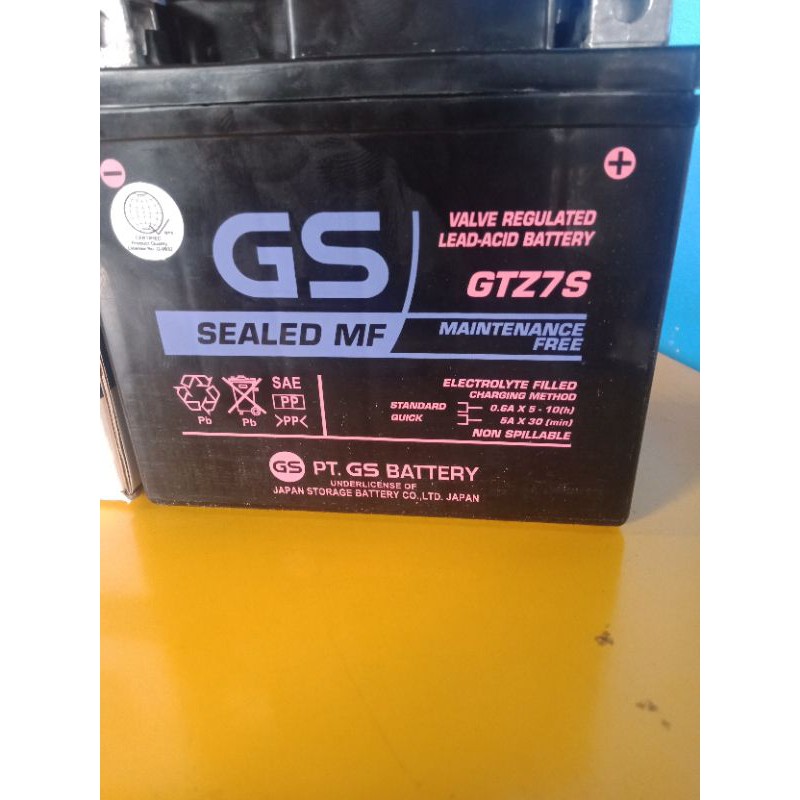 GS
VALVE REGULATED
LEAD-ACID BATTERY
GTZ7S
SEALED MF
MAINTENANCE
FREE
Pb
Pb
SAE
PP
>PP<
ELECTROLYTE FILLED
CHARGING METHOD
STANDARD 0.6A X 5 - 10(h)
QUICK 5A X 30 (min)
NON SPILLABLE
GS PT. GS BATTERY
UNDERLICENSE OF
JAPAN STORAGE BATTERY CO.,LTD. JAPAN